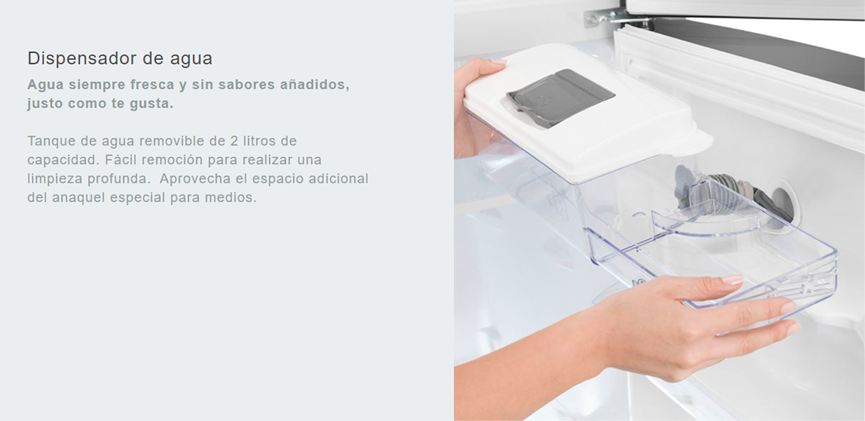 Dispensador de agua
Agua siempre fresca y sin sabores añadidos,
justo como te gusta.
Tanque de agua removible de 2 litros de
capacidad. Fácil remoción para realizar una
limpieza profunda.  Aprovecha el espacio adicional
del anaquel especial para medios.